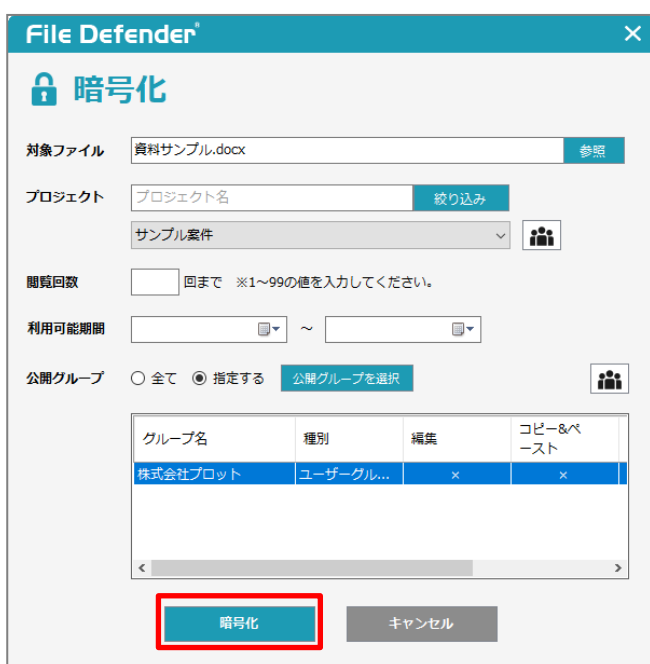 File Defender®
暗号化
対象ファイル 資料サンプル.docx 参照
プロジェクト プロジェクト名 絞り込み
サンプル案件
閲覧回数 回まで ※1～99の値を入力してください。
利用可能期間 ～
公開グループ 全て 指定する 公開グループを選択
グループ名 種別 編集 コピー&ペ
ースト
株式会社プロット ユーザーグル... × ×
暗号化 キャンセル